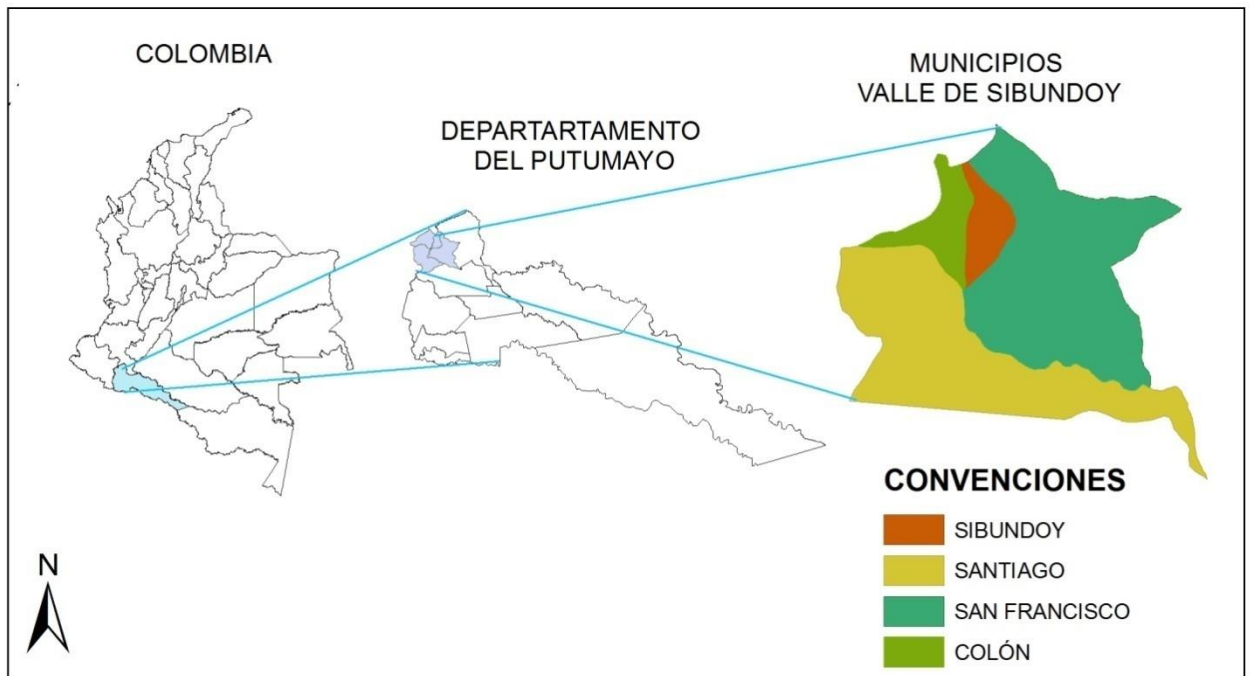 COLOMBIA
DEPARTARTAMENTO
DEL PUTUMAYO
MUNICIPIOS
VALLE DE SIBUNDOY
CONVENCIONES
SIBUNDOY
SANTIAGO
SAN FRANCISCO
COLÓN
N